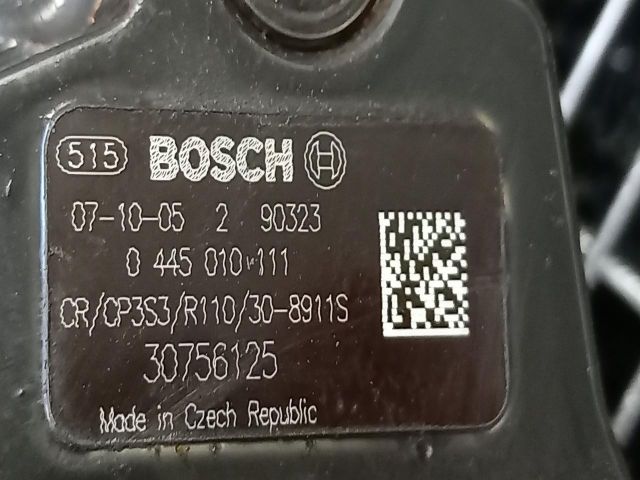 515 BOSCH
07-10-05 2 90323
0 445 010 111
CR/CP3S3/R110/30-8911S
30756125
Made in Czech Republic